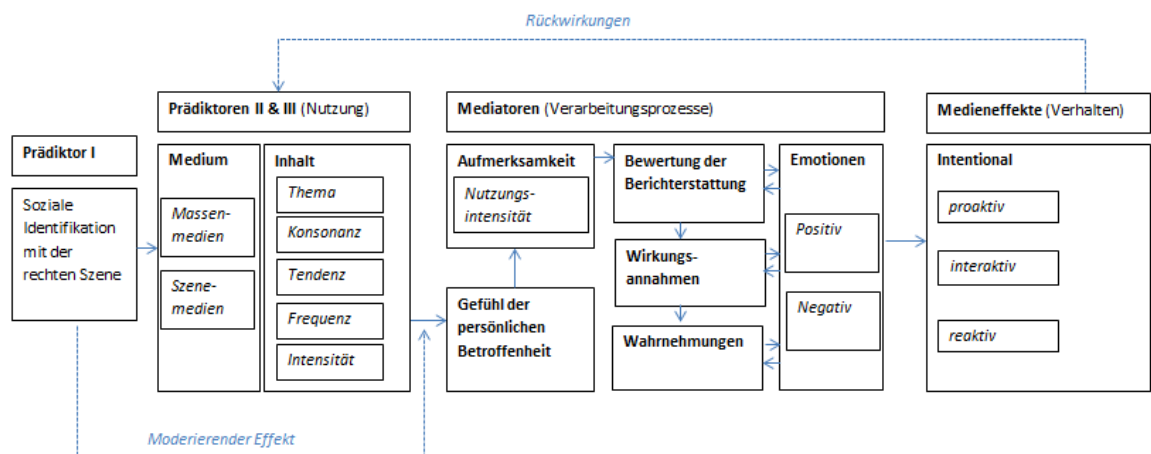 Rückwirkungen
Prädiktoren II & III (Nutzung)
Mediatoren (Verarbeitungsprozesse)
Medieneffekte (Verhalten)
Prädiktor I
Soziale
Identifikation
mit der
rechten Szene
Medium
Massen-
medien
Szene-
medien
Inhalt
Thema
Konsonanz
Tendenz
Frequenz
Intensität
Aufmerksamkeit
Nutzungs-
intensität
Gefühl der
persönlichen
Betroffenheit
Bewertung der
Berichterstattung
Wirkungs-
annahmen
Wahrnehmungen
Emotionen
Positiv
Negativ
Intentional
proaktiv
interaktiv
reaktiv
Moderierender Effekt